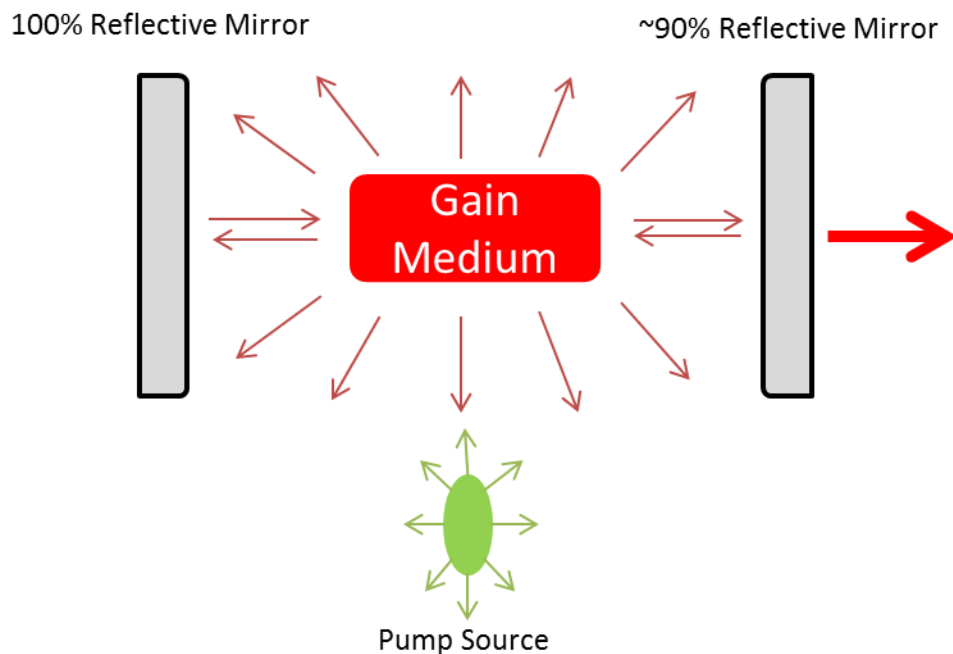 100% Reflective Mirror
~90% Reflective Mirror
Gain
Medium
Pump Source